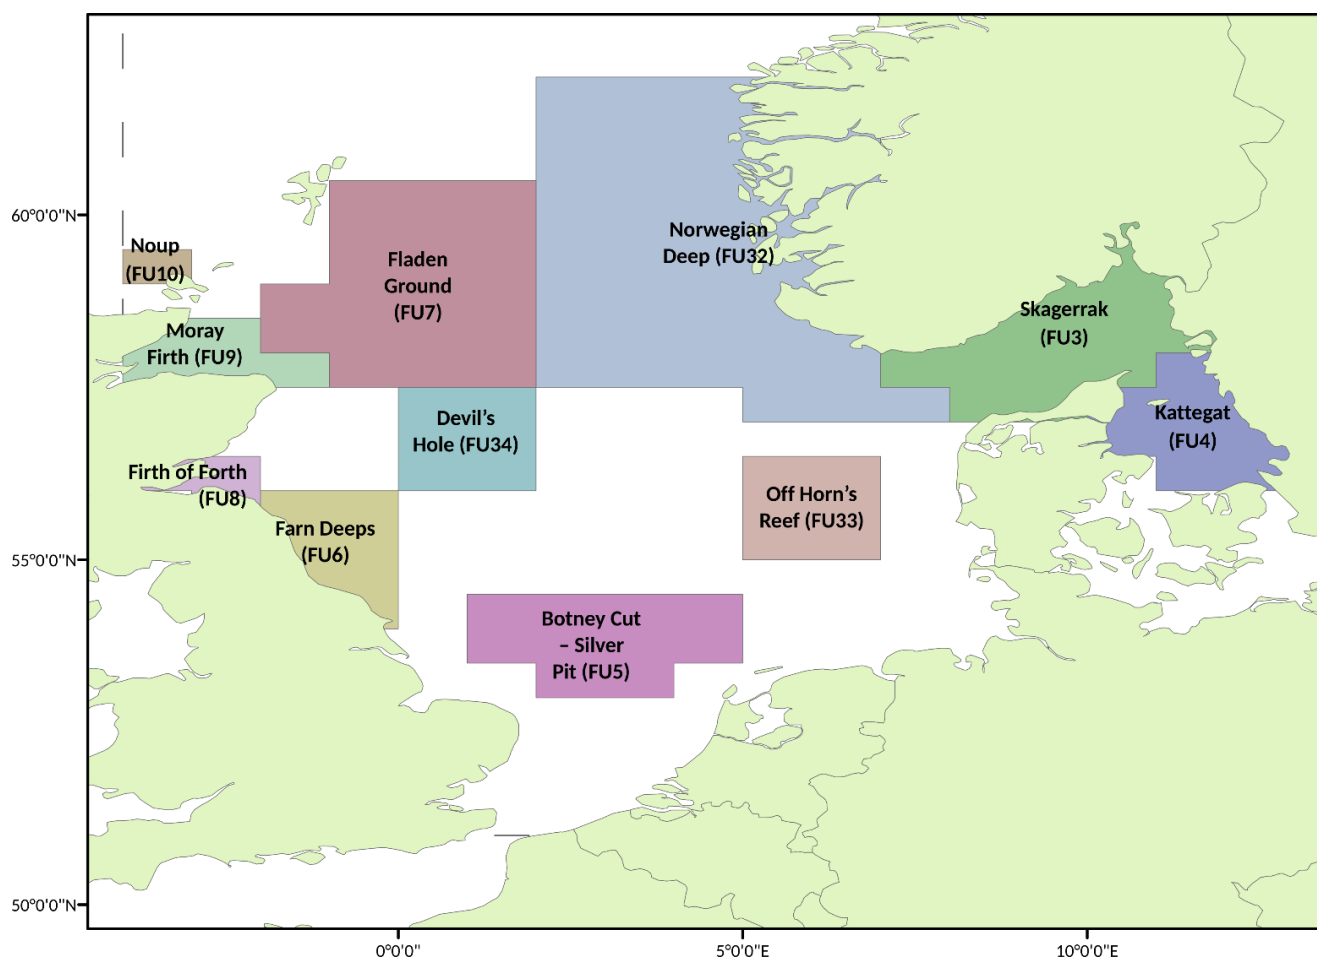 60°0'0"N
55°0'0"N
50°0'0"N
Noup
(FU10)
Moray
Firth (FU9)
Fladen
Ground
(FU7)
Norwegian
Deep (FU32)
Skagerrak
(FU3)
Kattegat
(FU4)
Devil’s
Hole (FU34)
Firth of Forth
(FU8)
Farn Deeps
(FU6)
Off Horn’s
Reef (FU33)
Botney Cut
– Silver
Pit (FU5)
0°0'0"
5°0'0"E
10°0'0"E